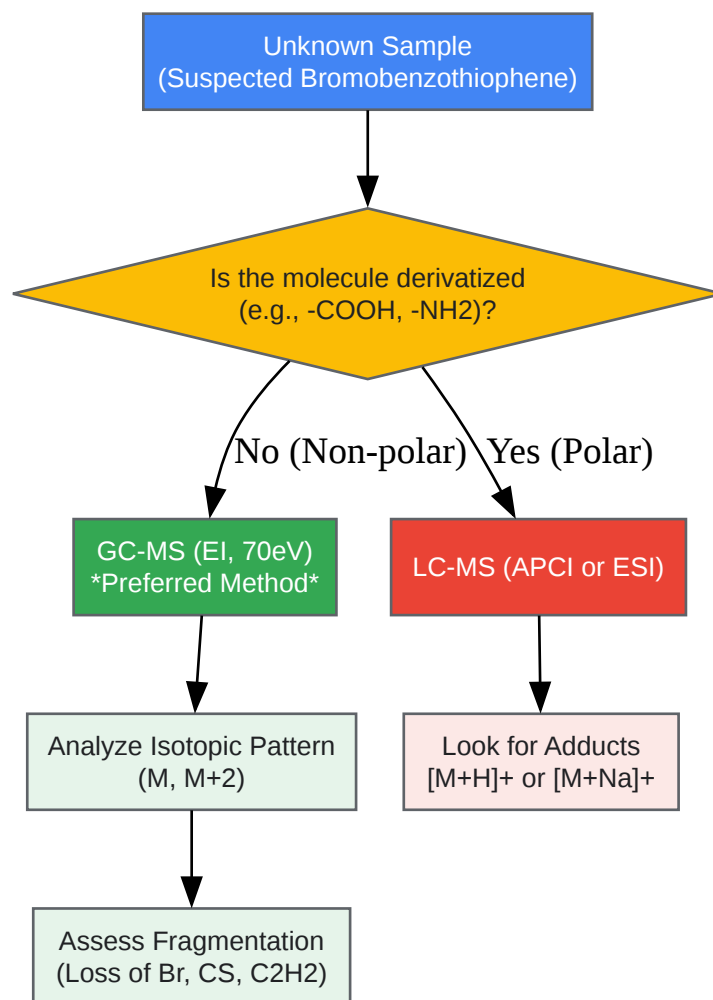 Unknown Sample
(Suspected Bromobenzothiophene)
Is the molecule derivatized
(e.g., -COOH, -NH2)?
No (Non-polar)
Yes (Polar)
GC-MS (EI, 70eV)
*Preferred Method*
LC-MS (APCI or ESI)
Analyze Isotopic Pattern
(M, M+2)
Look for Adducts
[M+H]+ or [M+Na]+
Assess Fragmentation
(Loss of Br, CS, C2H2)